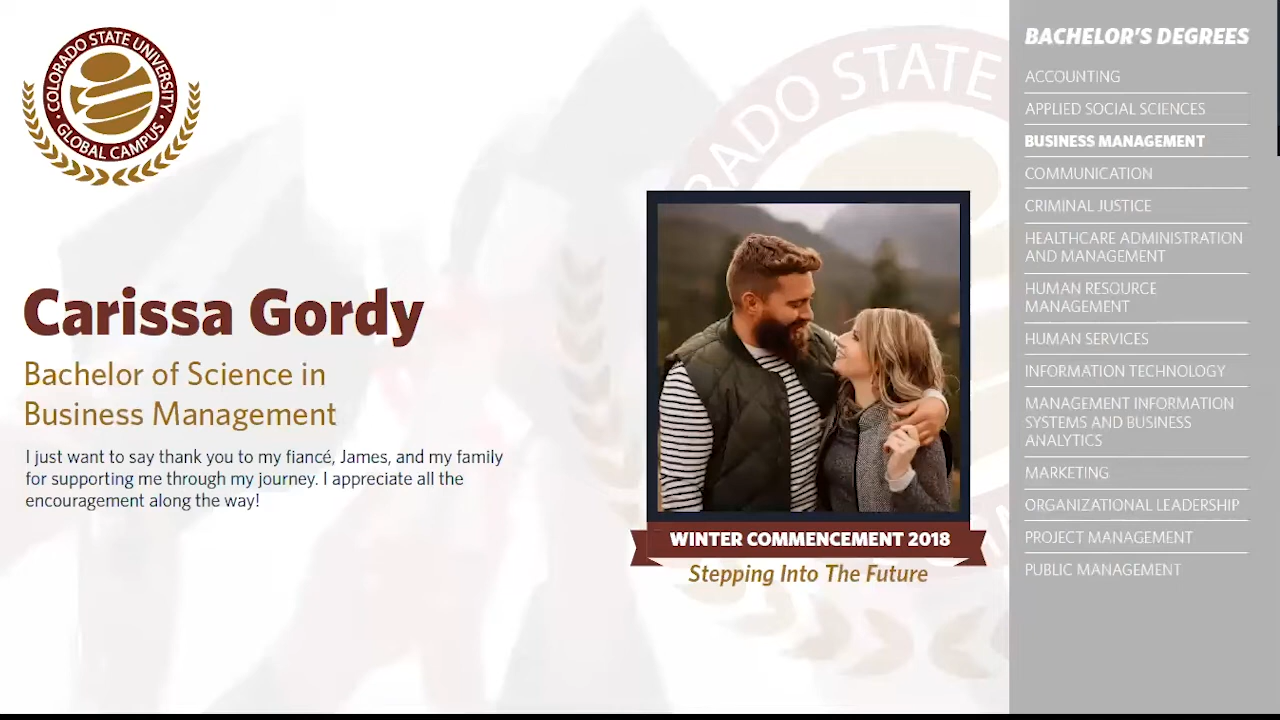 COLORADO STATE UNIVERSITY
GLOBAL CAMPUS
Carissa Gordy
Bachelor of Science in
Business Management
I just want to say thank you to my fiancé, James, and my family
for supporting me through my journey. I appreciate all the
encouragement along the way!
RADO STATE
WINTER COMMENCEMENT 2018
Stepping Into The Future
BACHELOR'S DEGREES
ACCOUNTING
APPLIED SOCIAL SCIENCES
BUSINESS MANAGEMENT
COMMUNICATION
CRIMINAL JUSTICE
HEALTHCARE ADMINISTRATION
AND MANAGEMENT
HUMAN RESOURCE
MANAGEMENT
HUMAN SERVICES
INFORMATION TECHNOLOGY
MANAGEMENT INFORMATION
SYSTEMS AND BUSINESS
ANALYTICS
MARKETING
ORGANIZATIONAL LEADERSHIP
PROJECT MANAGEMENT
PUBLIC MANAGEMENT